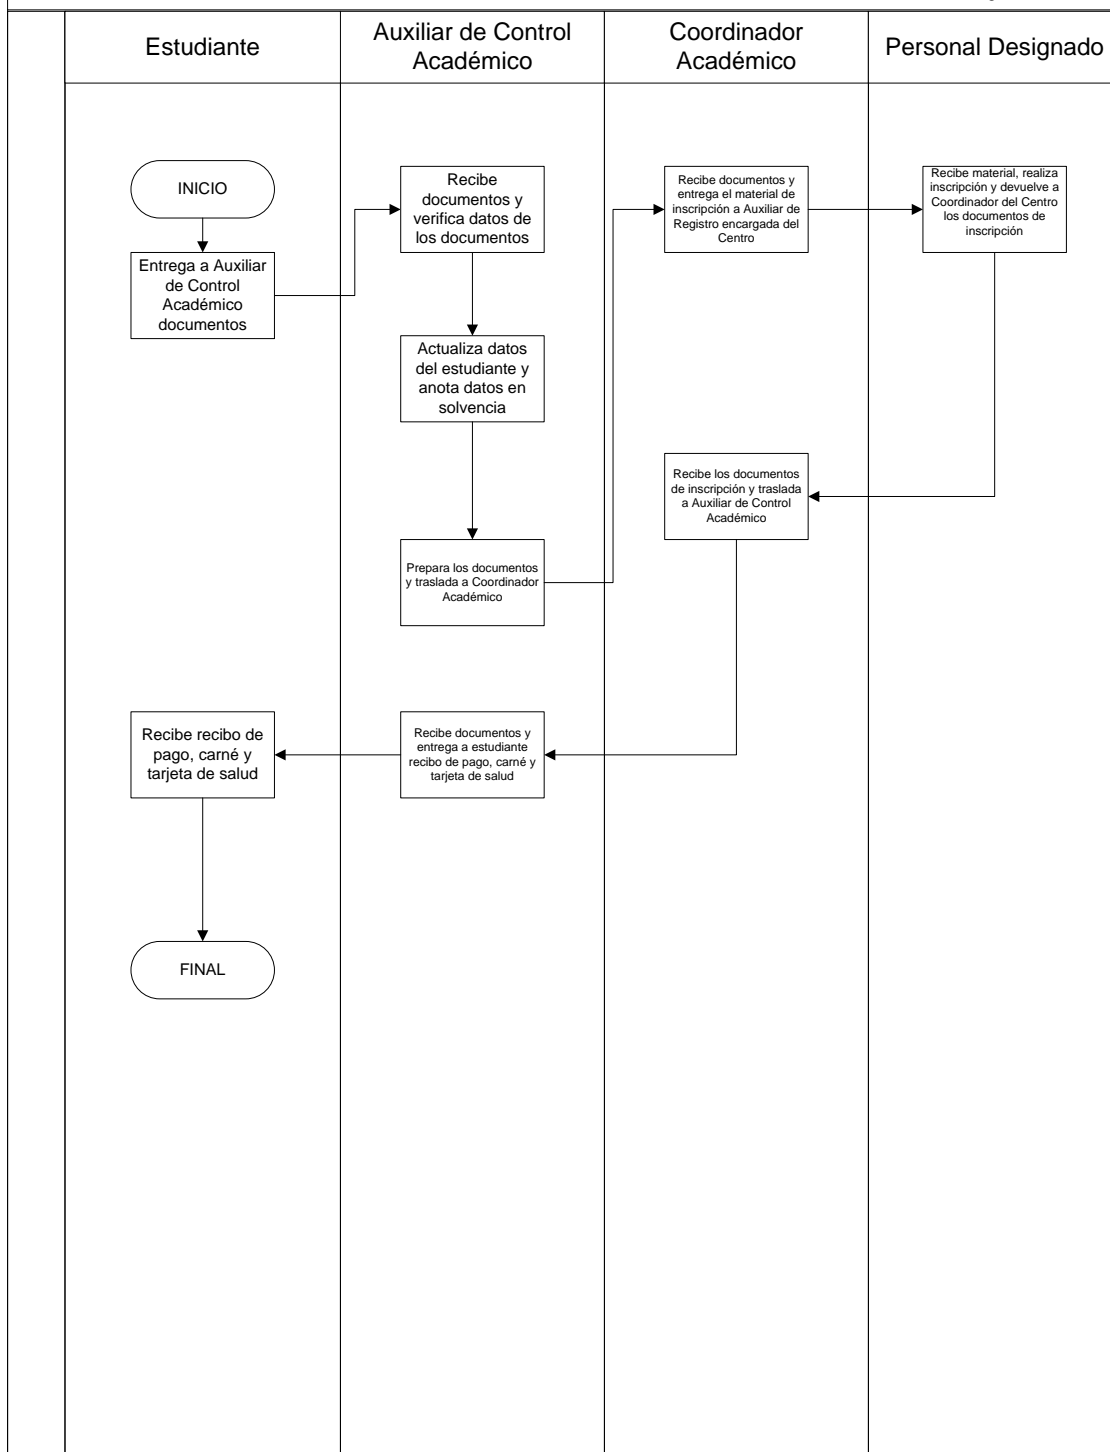 Estudiante
Auxiliar de Control
Académico
Coordinador
Académico
Personal Designado
INICIO
Entrega a Auxiliar
de Control
Académico
documentos
Recibe
documentos y
verifica datos de
los documentos
Actualiza datos
del estudiante y
anota datos en
solvencia
Prepara los documentos
y traslada a Coordinador
Académico
Recibe documentos y
entrega el material de
inscripción a Auxiliar de
Registro encargada del
Centro
Recibe material, realiza
inscripción y devuelve a
Coordinador del Centro
los documentos de
inscripción
Recibe los documentos
de inscripción y traslada
a Auxiliar de Control
Académico
Recibe documentos y
entrega a estudiante
recibo de pago, carné y
tarjeta de salud
Recibe recibo de
pago, carné y
tarjeta de salud
FINAL